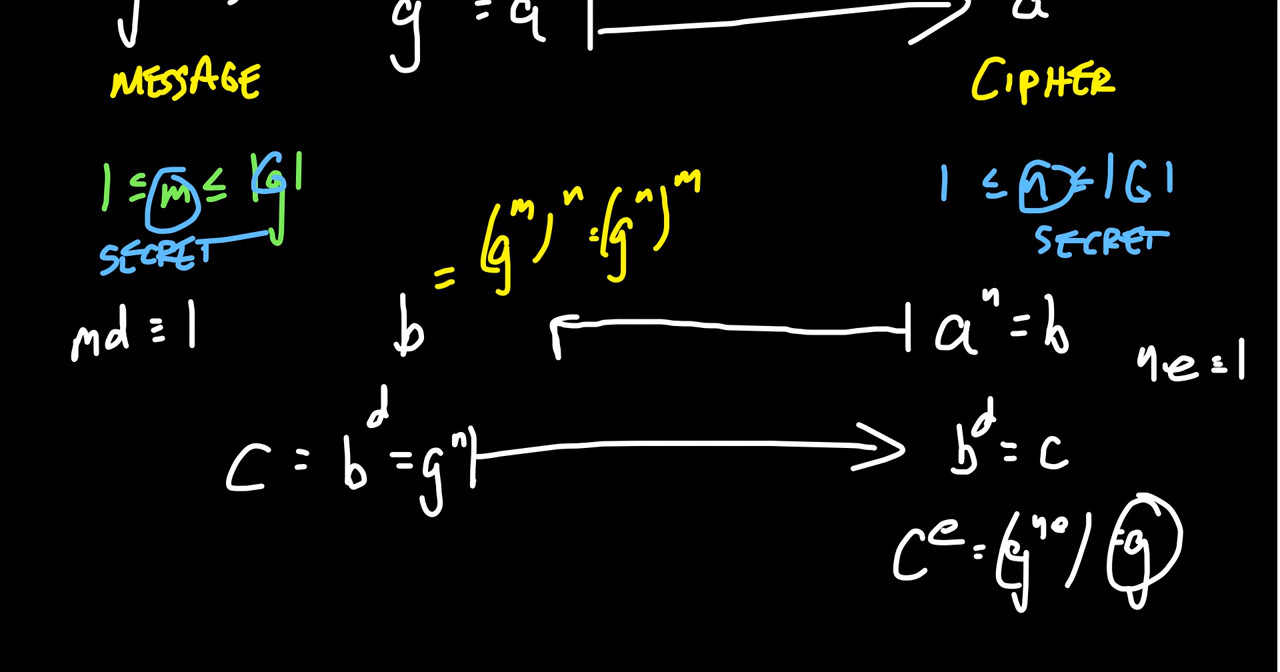 g = a a
MESSAGE CIPHER
1 ≤ m ≤ |G| 1 ≤ n ≤ |G|
SECRET SECRET
= (g^m)^n = (g^n)^m
md ≡ 1 b a^n = b
ne ≡ 1
c = b^d = g^n b^d = c
c^e = (g^ne) = g